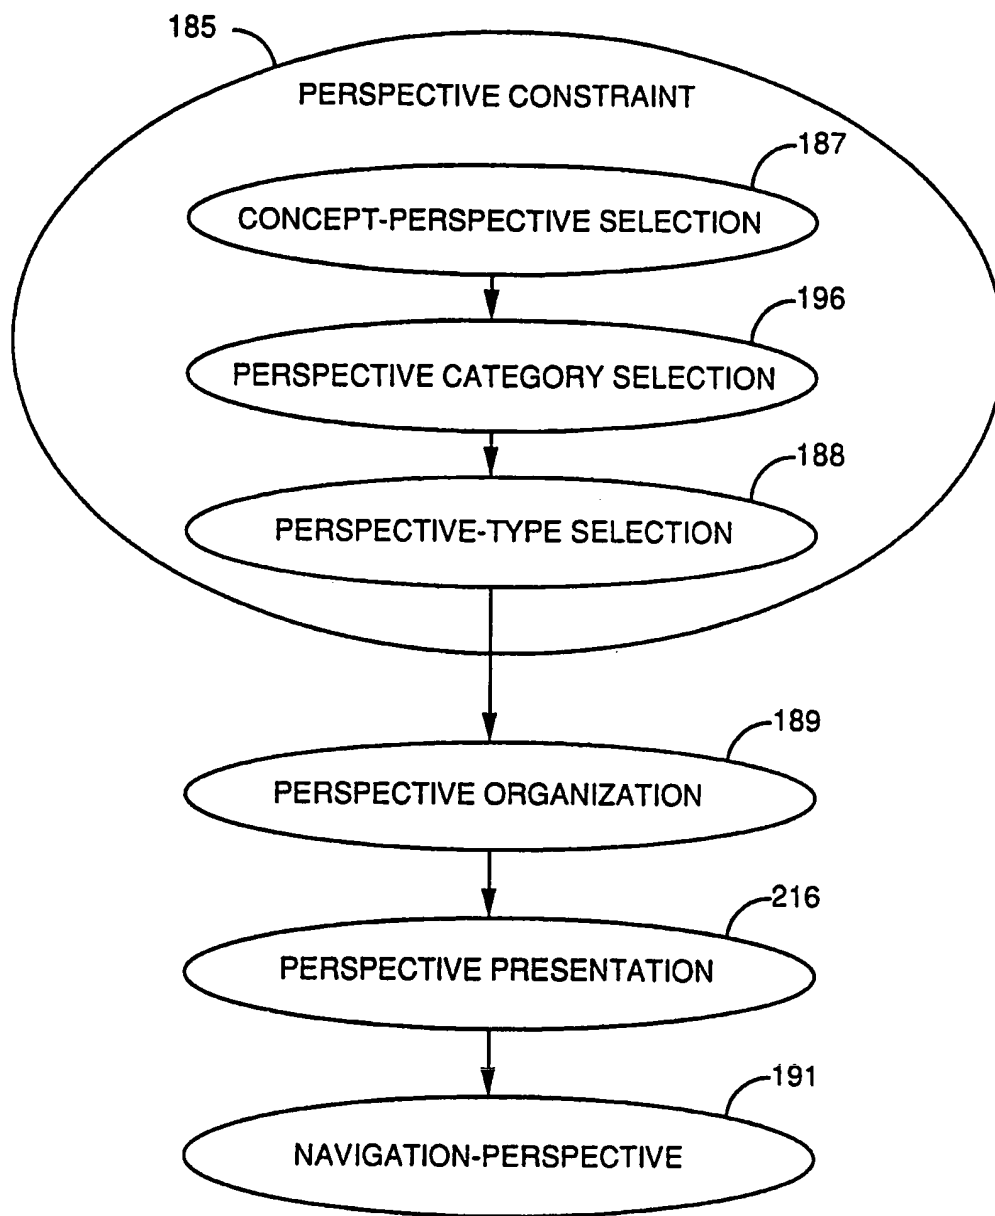 185
PERSPECTIVE CONSTRAINT
187
CONCEPT-PERSPECTIVE SELECTION
196
PERSPECTIVE CATEGORY SELECTION
188
PERSPECTIVE-TYPE SELECTION
189
PERSPECTIVE ORGANIZATION
216
PERSPECTIVE PRESENTATION
191
NAVIGATION-PERSPECTIVE